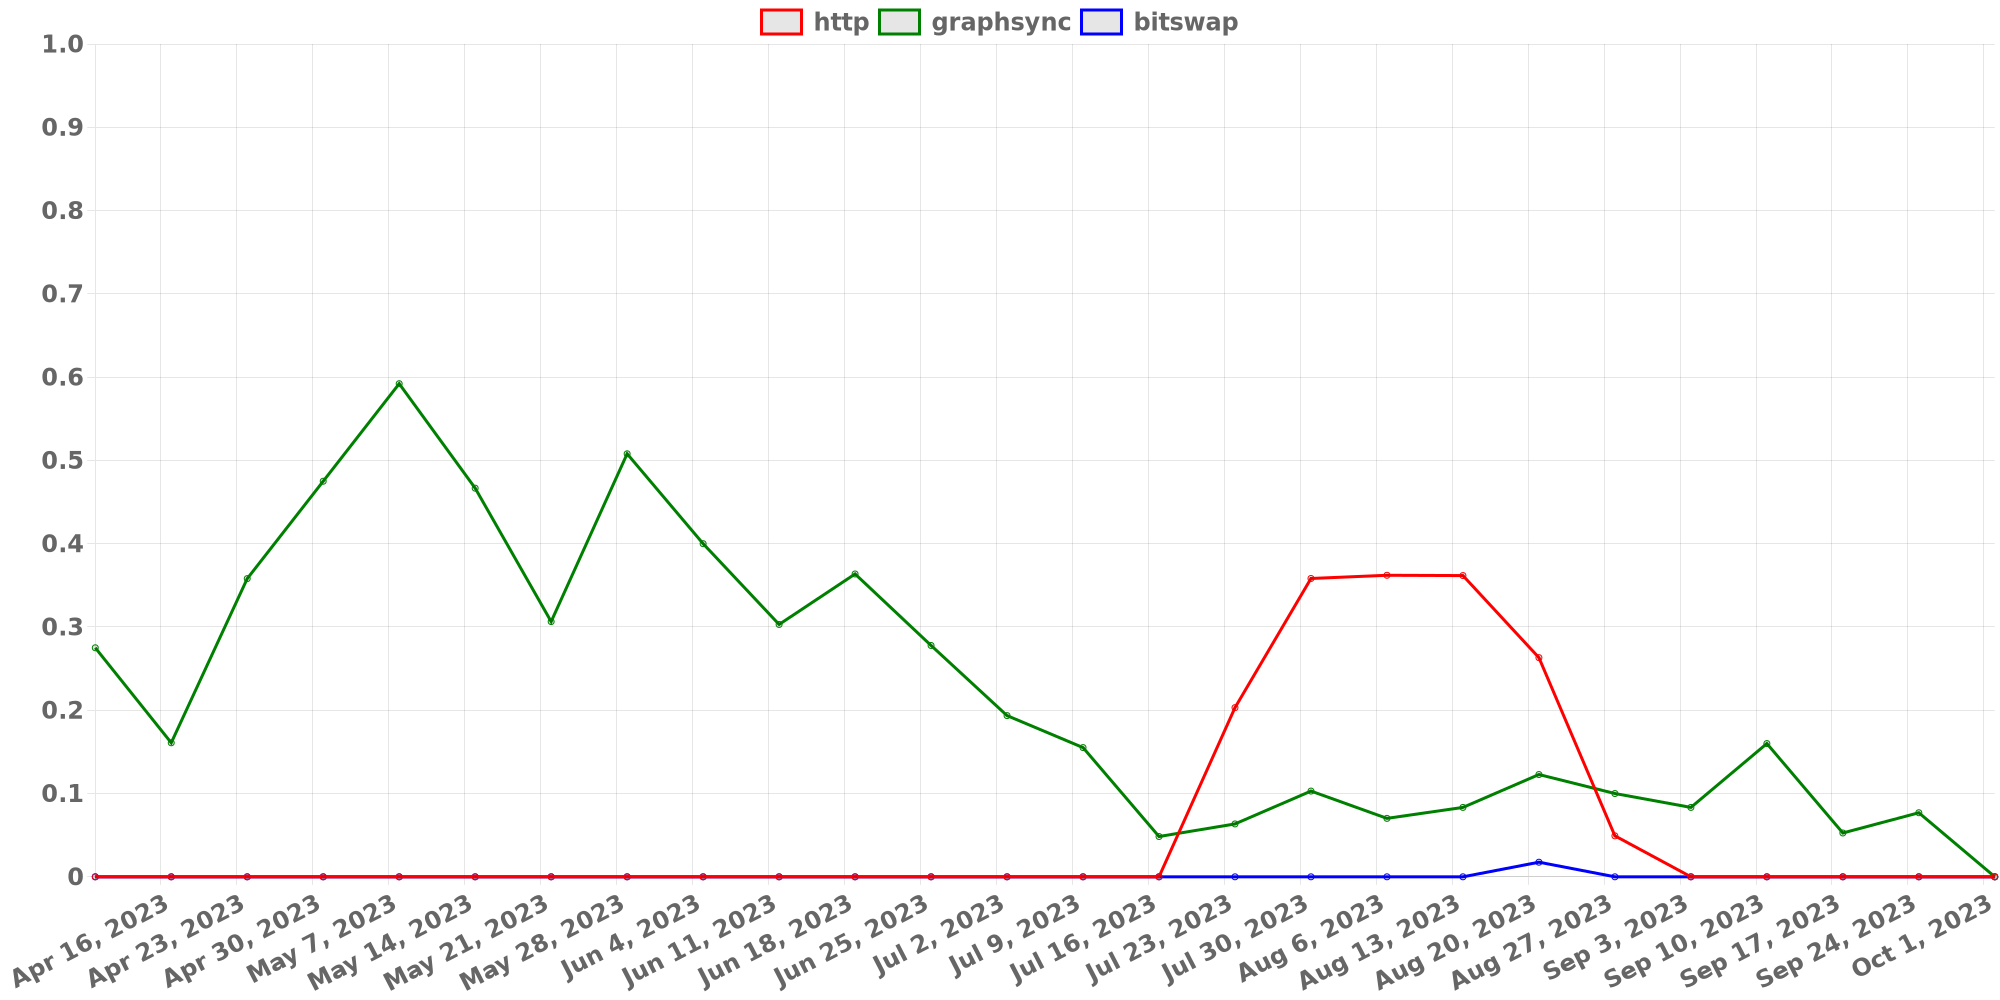 http graphsync bitswap
1.0
0.9
0.8
0.7
0.6
0.5
0.4
0.3
0.2
0.1
0
Apr 16, 2023
Apr 23, 2023
Apr 30, 2023
May 7, 2023
May 14, 2023
May 21, 2023
May 28, 2023
Jun 4, 2023
Jun 11, 2023
Jun 18, 2023
Jun 25, 2023
Jul 2, 2023
Jul 9, 2023
Jul 16, 2023
Jul 23, 2023
Jul 30, 2023
Aug 6, 2023
Aug 13, 2023
Aug 20, 2023
Aug 27, 2023
Sep 3, 2023
Sep 10, 2023
Sep 17, 2023
Sep 24, 2023
Oct 1, 2023